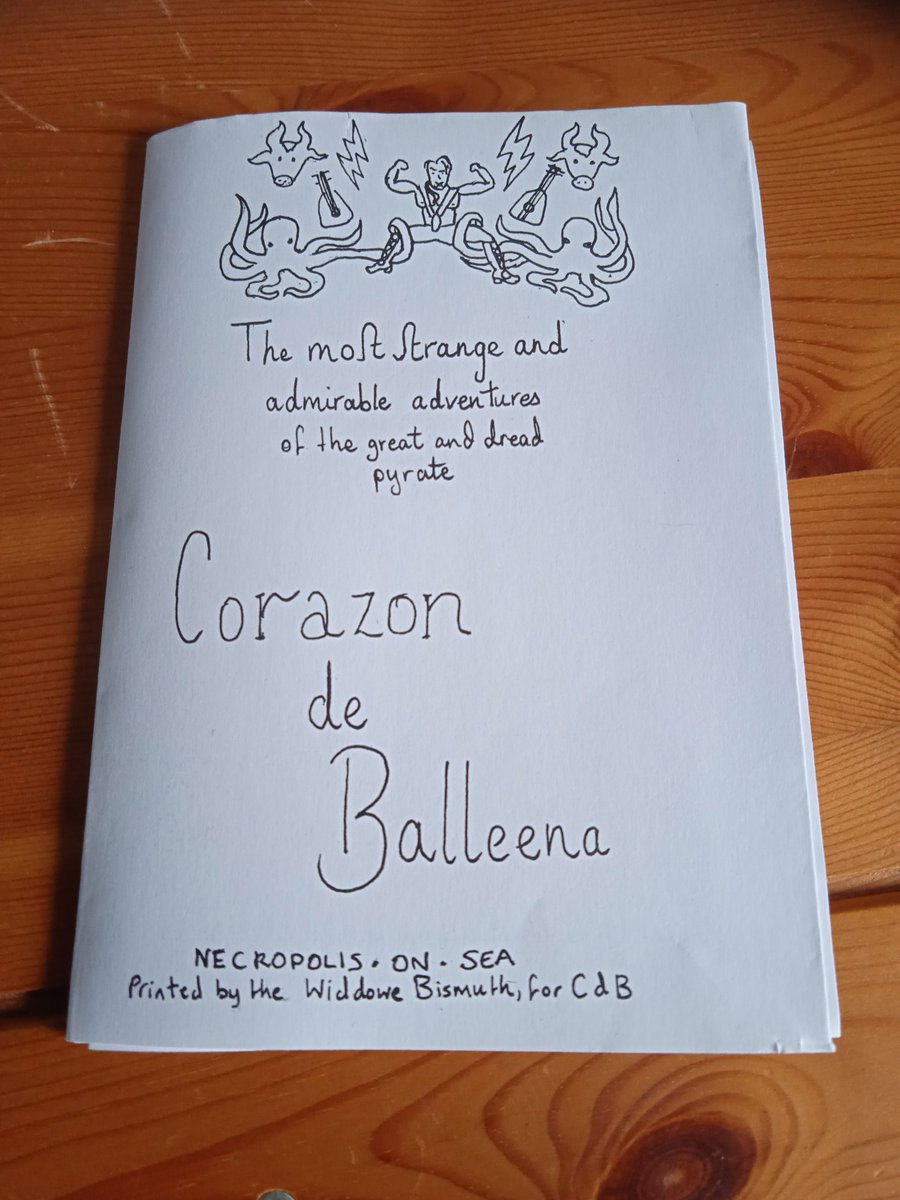 The moſt ſtrange and
admirable adventures
of the great and dread
pyrate
Corazon
de
Balleena
NECROPOLIS · ON · SEA
Printed by the Widdowe Bismuth, for C d B